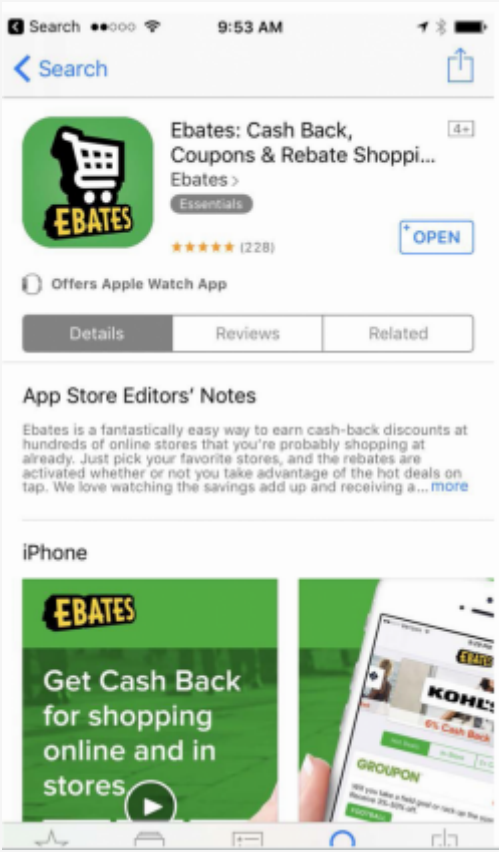 Search 9:53 AM
Search
Ebates: Cash Back, 4+
Coupons & Rebate Shoppi...
Ebates >
Essentials
EBATES
(228)
+ OPEN
Offers Apple Watch App
Details Reviews Related
App Store Editors' Notes
Ebates is a fantastically easy way to earn cash-back discounts at
hundreds of online stores that you're probably shopping at
already. Just pick your favorite stores, and the rebates are
activated whether or not you take advantage of the hot deals on
tap. We love watching the savings add up and receiving a... more
iPhone
EBATES
Get Cash Back
for shopping
online and in
stores
KOHL'S
6% Cash Back
GROUPON
FOOTBALL